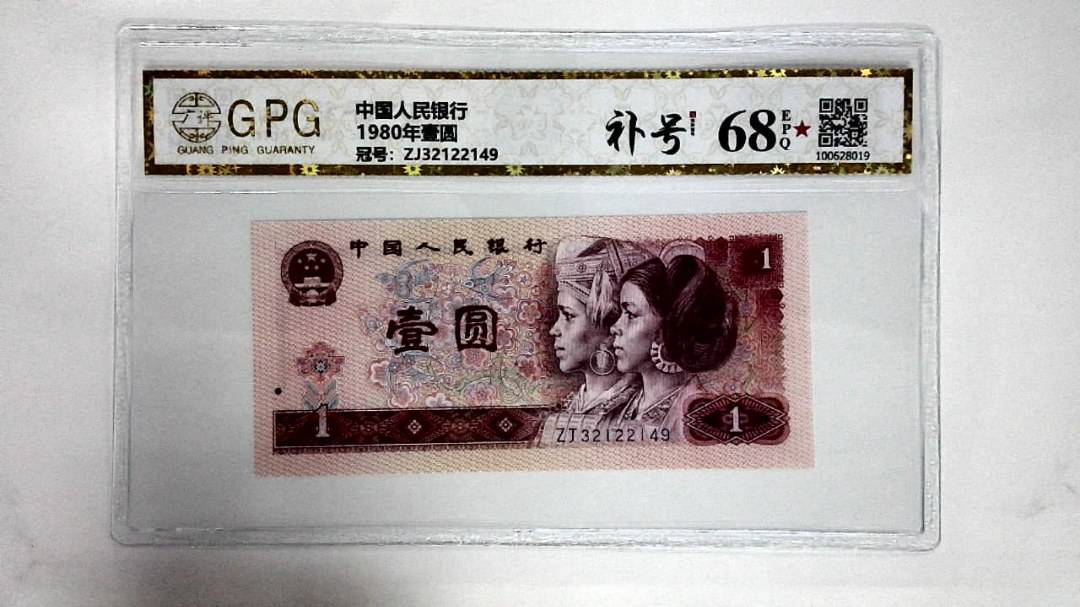 GPG
GUANG PING GUARANTY
中国人民银行
1980年壹圆
冠号：ZJ32122149
补号
68
EPQ
100628019
中国人民银行
1
壹圆
1
ZJ32122149
1